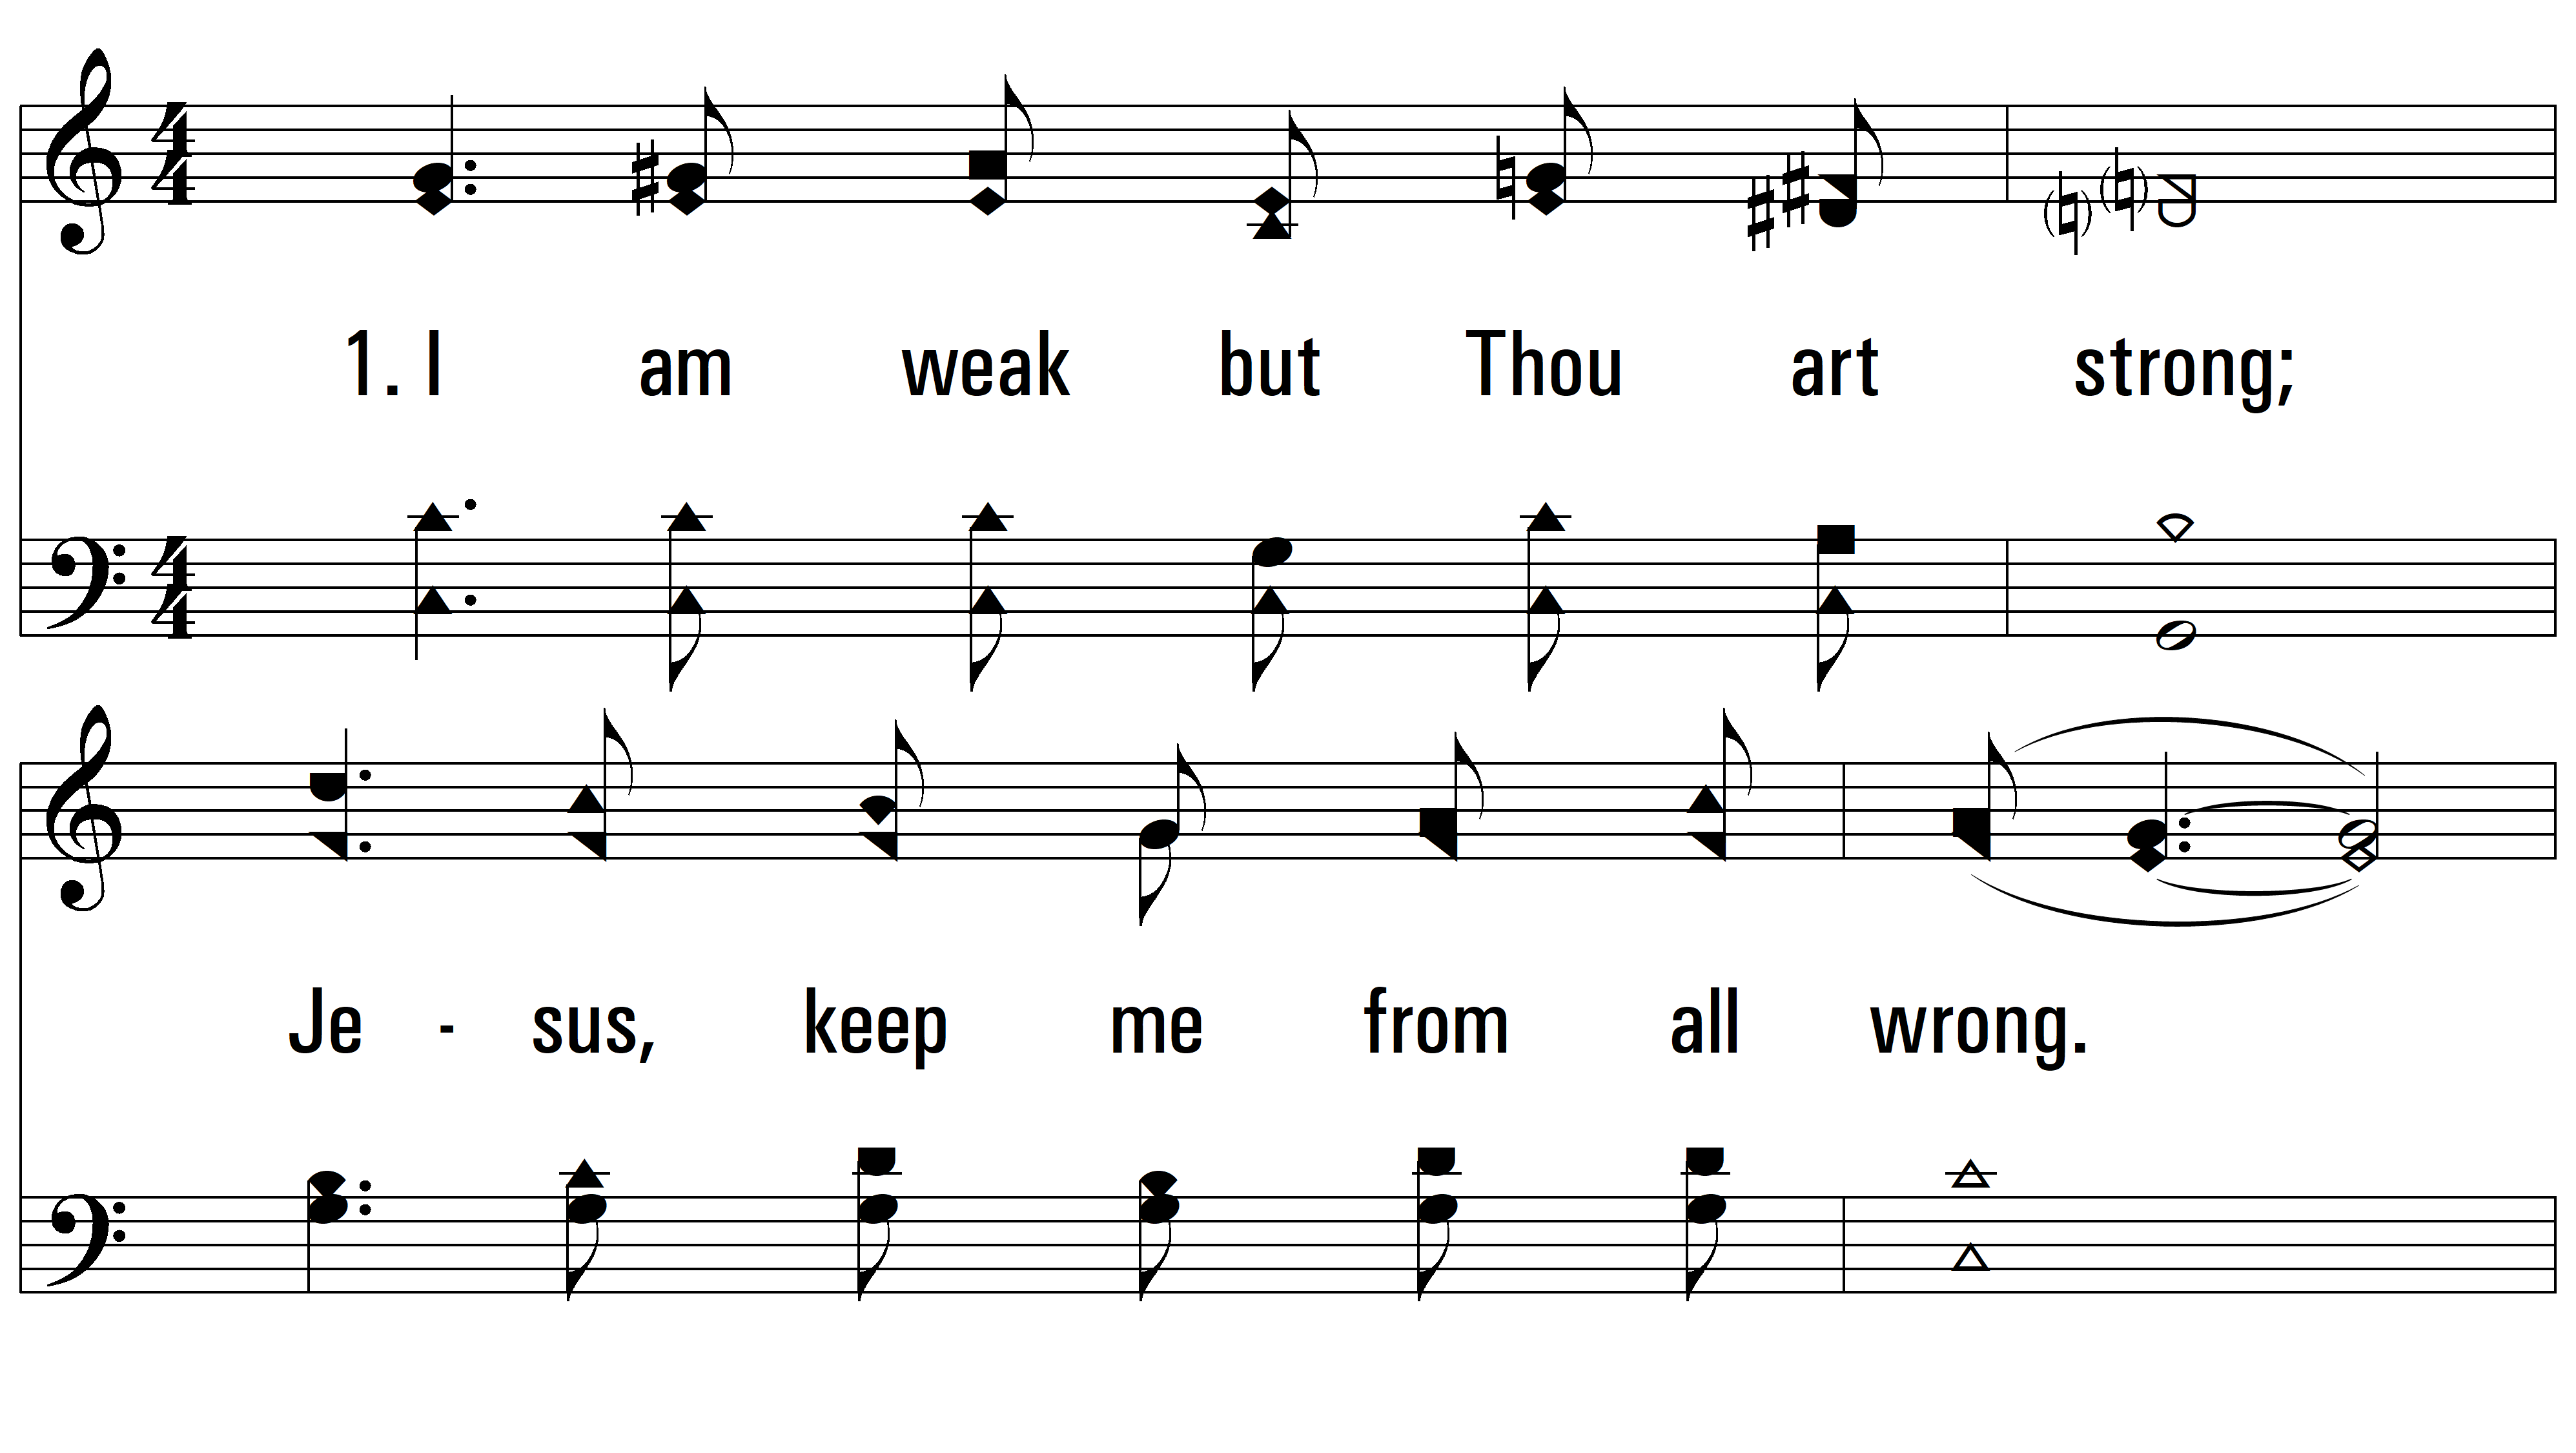 1. I am weak but Thou art strong;
Je - sus, keep me from all wrong.